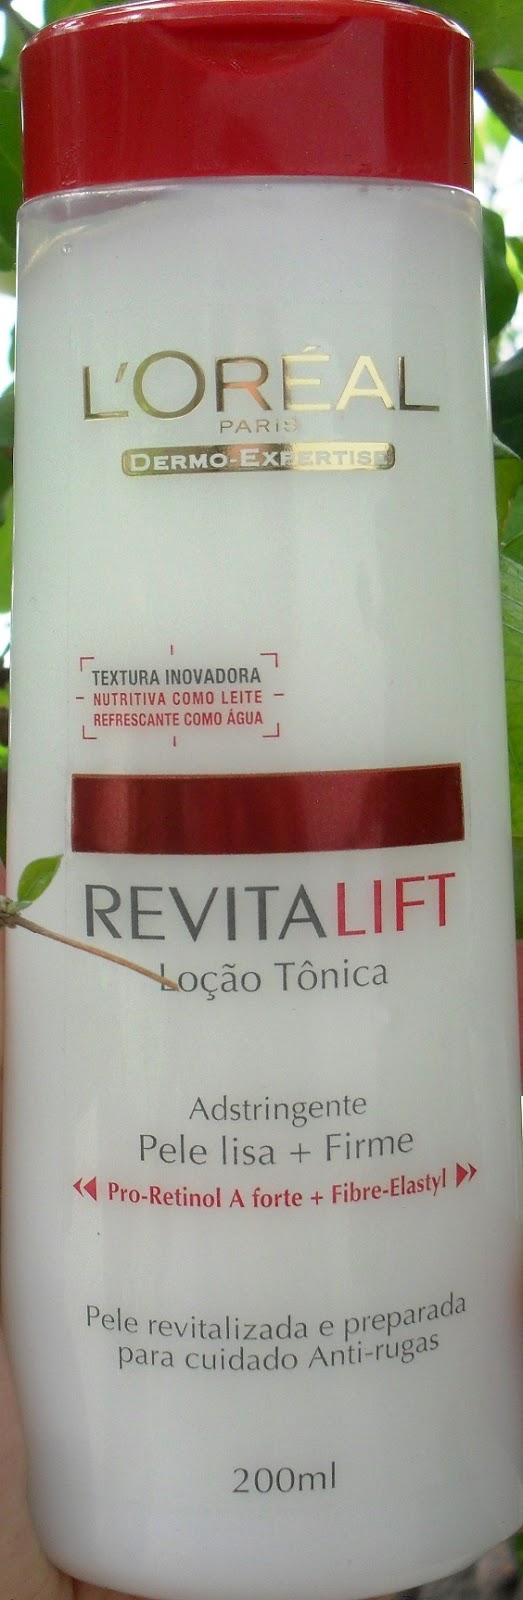 L'ORÉAL
PARIS
DERMO-EXPERTISE
TEXTURA INOVADORA
NUTRITIVA COMO LEITE
REFRESCANTE COMO ÁGUA
REVITALIFT
Loção Tônica
Adstringente
Pele lisa + Firme
Pro-Retinol A forte + Fibre-Elastyl
Pele revitalizada e preparada
para cuidado Anti-rugas
200ml